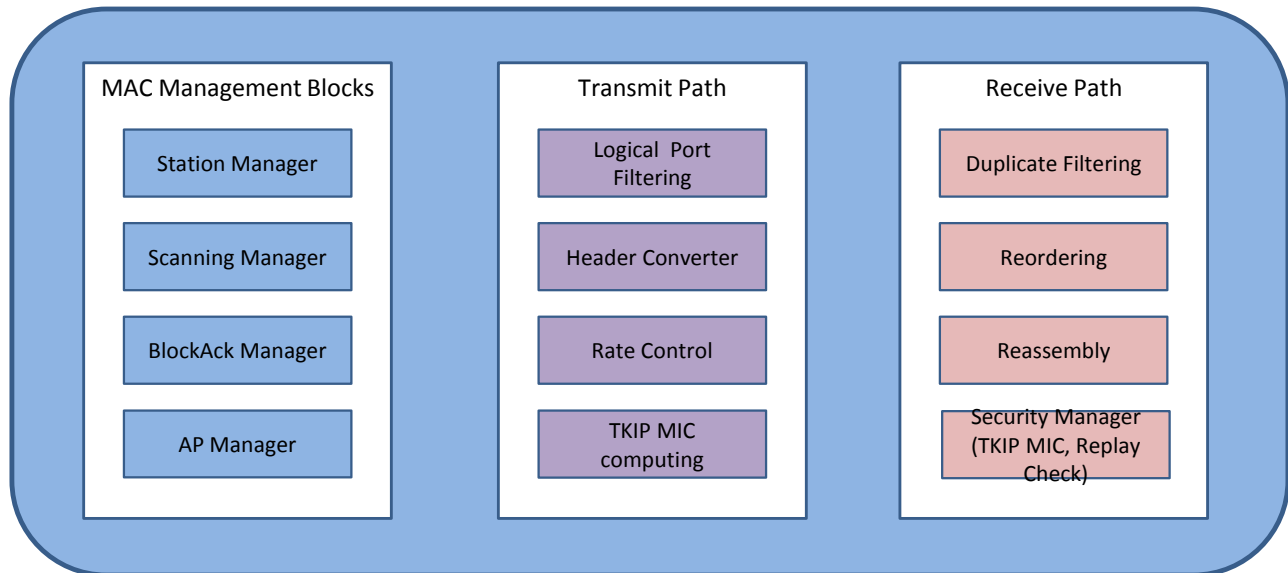 MAC Management Blocks
Station Manager
Scanning Manager
BlockAck Manager
AP Manager
Transmit Path
Logical Port
Filtering
Header Converter
Rate Control
TKIP MIC
computing
Receive Path
Duplicate Filtering
Reordering
Reassembly
Security Manager
(TKIP MIC, Replay
Check)